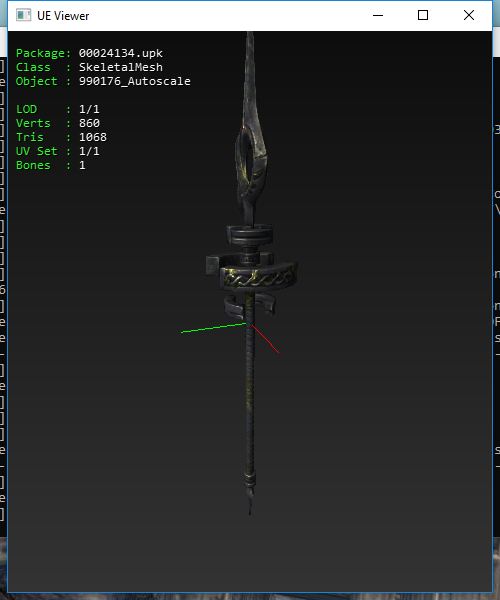 UE Viewer
Package: 00024134.upk
Class : SkeletalMesh
Object : 990176_Autoscale
LOD : 1/1
Verts : 860
Tris : 1068
UV Set : 1/1
Bones : 1